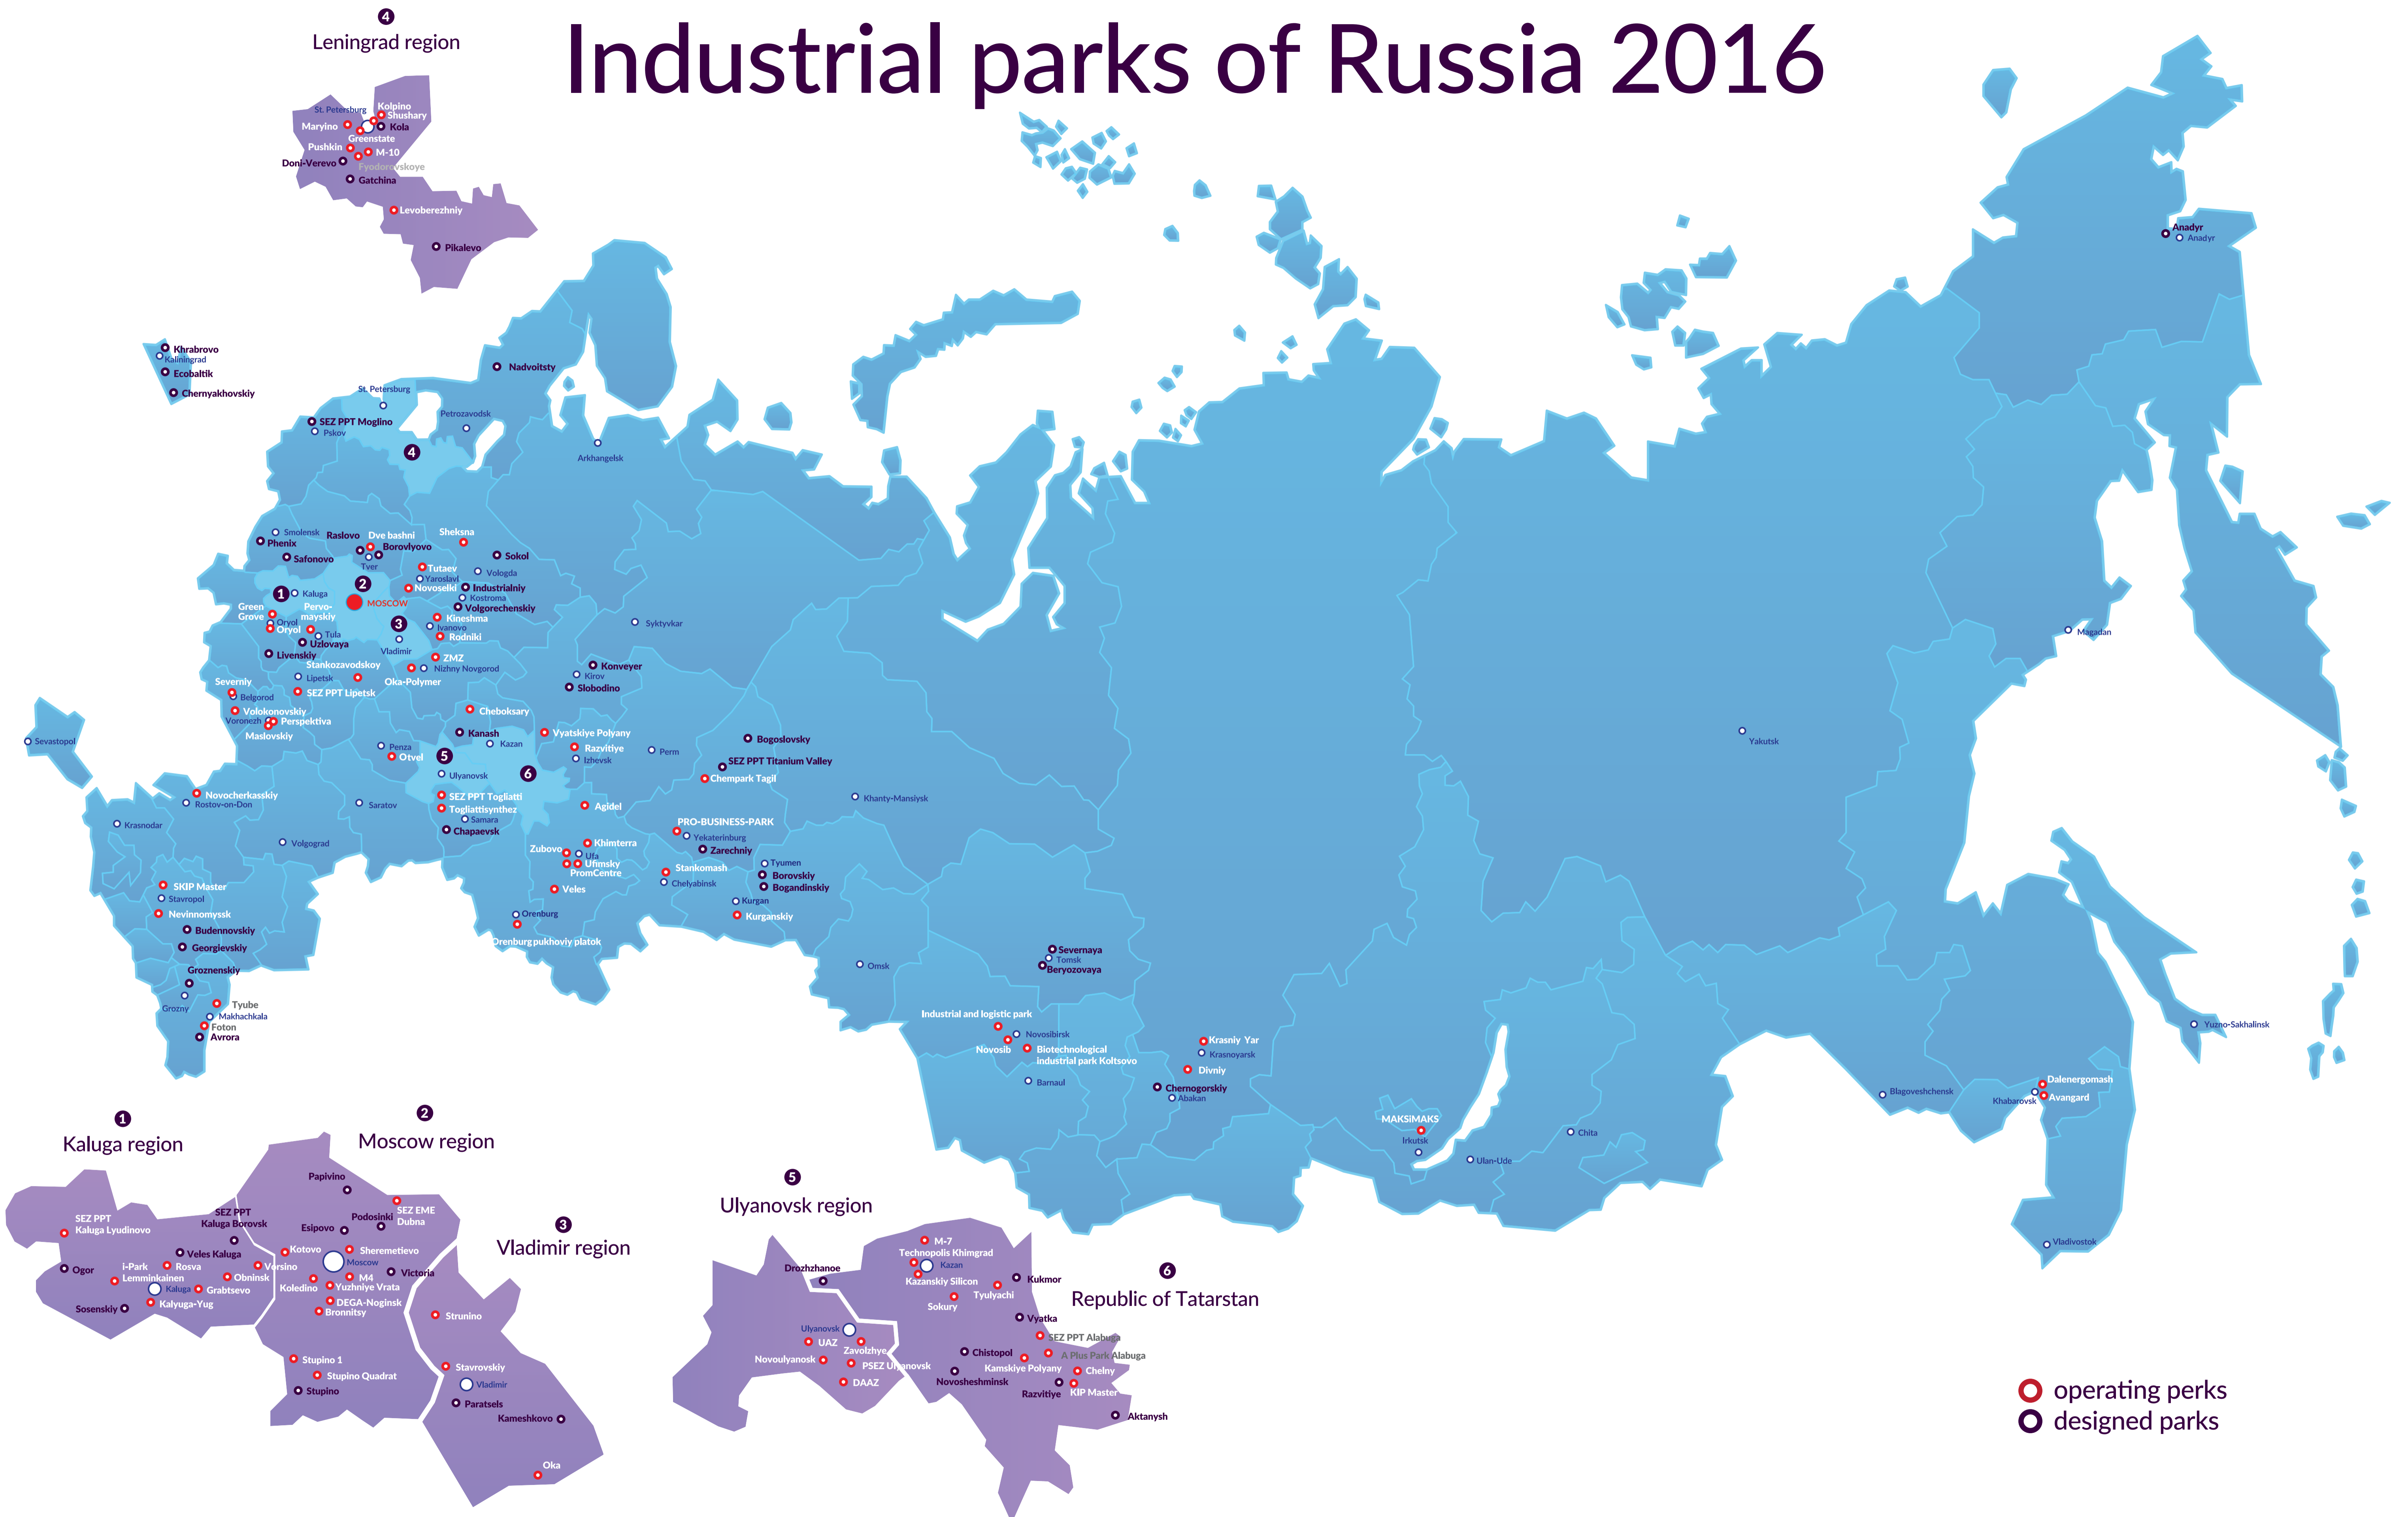 Industrial parks of Russia 2016
4
Leningrad region
St. Petersburg
Kolpino
Shushary
Maryino
Kola
Greenstate
Pushkin
M-10
Doni-Verevo
Fyodorovskoye
Gatchina
Levoberezhniy
Pikalevo
Anadyr
Anadyr
Khrabrovo
Kaliningrad
Ecobaltik
Chernyakhovskiy
Nadvoitsty
St. Petersburg
Petrozavodsk
SEZ PPT Moglino
Pskov
4
Arkhangelsk
Smolensk
Phenix
Safonovo
Raslovo
Dve bashni
Borovlyovo
Tver
Sheksna
Sokol
Tutaev
Yaroslavl
Vologda
Novoselki
Industrialniy
Kostroma
Volgorechenskiy
1
Kaluga
2
MOSCOW
Green
Grove
Pervo-
mayskiy
Oryol
Oryol
Tula
Uzlovaya
Livenskiy
3
Vladimir
Kineshma
Ivanovo
Rodniki
Stankozavodskoy
ZMZ
Nizhny Novgorod
Oka-Polymer
Lipetsk
SEZ PPT Lipetsk
Severniy
Belgorod
Volokonovskiy
Voronezh
Perspektiva
Maslovskiy
Syktyvkar
Konveyer
Kirov
Slobodino
Magadan
Cheboksary
Kanash
Kazan
Vyatskiye Polyany
Razvitiye
Izhevsk
Perm
Bogoslovsky
SEZ PPT Titanium Valley
Chempark Tagil
Yakutsk
Sevastopol
Penza
Otvel
5
Ulyanovsk
6
SEZ PPT Togliatti
Togliattisynthez
Samara
Chapaevsk
Agidel
Khanty-Mansiysk
Novocherkasskiy
Rostov-on-Don
Saratov
Krasnodar
Volgograd
PRO-BUSINESS-PARK
Yekaterinburg
Zarechniy
Khimterra
Zubovo
Ufa
Ufimsky
PromCentre
Stankomash
Chelyabinsk
Tyumen
Borovskiy
Bogandinskiy
Veles
Kurgan
Kurganskiy
Orenburg
Orenburg pukhoviy platok
SKIP Master
Stavropol
Nevinnomyssk
Budennovskiy
Georgievskiy
Groznenskiy
Grozny
Tyube
Makhachkala
Foton
Avrora
Omsk
Severnaya
Tomsk
Beryozovaya
Industrial and logistic park
Novosibirsk
Novosib
Biotechnological
industrial park Koltsovo
Barnaul
Krasniy Yar
Krasnoyarsk
Divniy
Chernogorskiy
Abakan
MAKSiMAKS
Irkutsk
Ulan-Ude
Chita
Blagoveshchensk
Dalenergomash
Khabarovsk
Avangard
Yuzno-Sakhalinsk
Vladivostok
1
Kaluga region
SEZ PPT
Kaluga Lyudinovo
SEZ PPT
Kaluga Borovsk
Veles Kaluga
Ogor
i-Park
Lemminkainen
Rosva
Vorsino
Obninsk
Kaluga
Grabtsevo
Kalyuga-Yug
Sosenskiy
2
Moscow region
Papivino
SEZ EME
Dubna
Podosinki
Esipovo
Kotovo
Sheremetievo
Moscow
M4
Victoria
Koledino
Yuzhniye Vrata
DEGA-Noginsk
Bronnitsy
Stupino 1
Stupino Quadrat
Stupino
3
Vladimir region
Strunino
Stavrovskiy
Vladimir
Paratsels
Kameshkovo
Oka
5
Ulyanovsk region
Drozhzhanoe
Ulyanovsk
UAZ
Zavolzhye
Novoulyanosk
PSEZ Ulyanovsk
DAAZ
6
Republic of Tatarstan
M-7
Technopolis Khimgrad
Kazan
Kazanskiy Silicon
Kukmor
Tyulyachi
Sokury
Vyatka
SEZ PPT Alabuga
A Plus Park Alabuga
Chistopol
Kamskiye Polyany
Chelny
Novosheshminsk
Razvitiye
KIP Master
Aktanysh
operating perks
designed parks